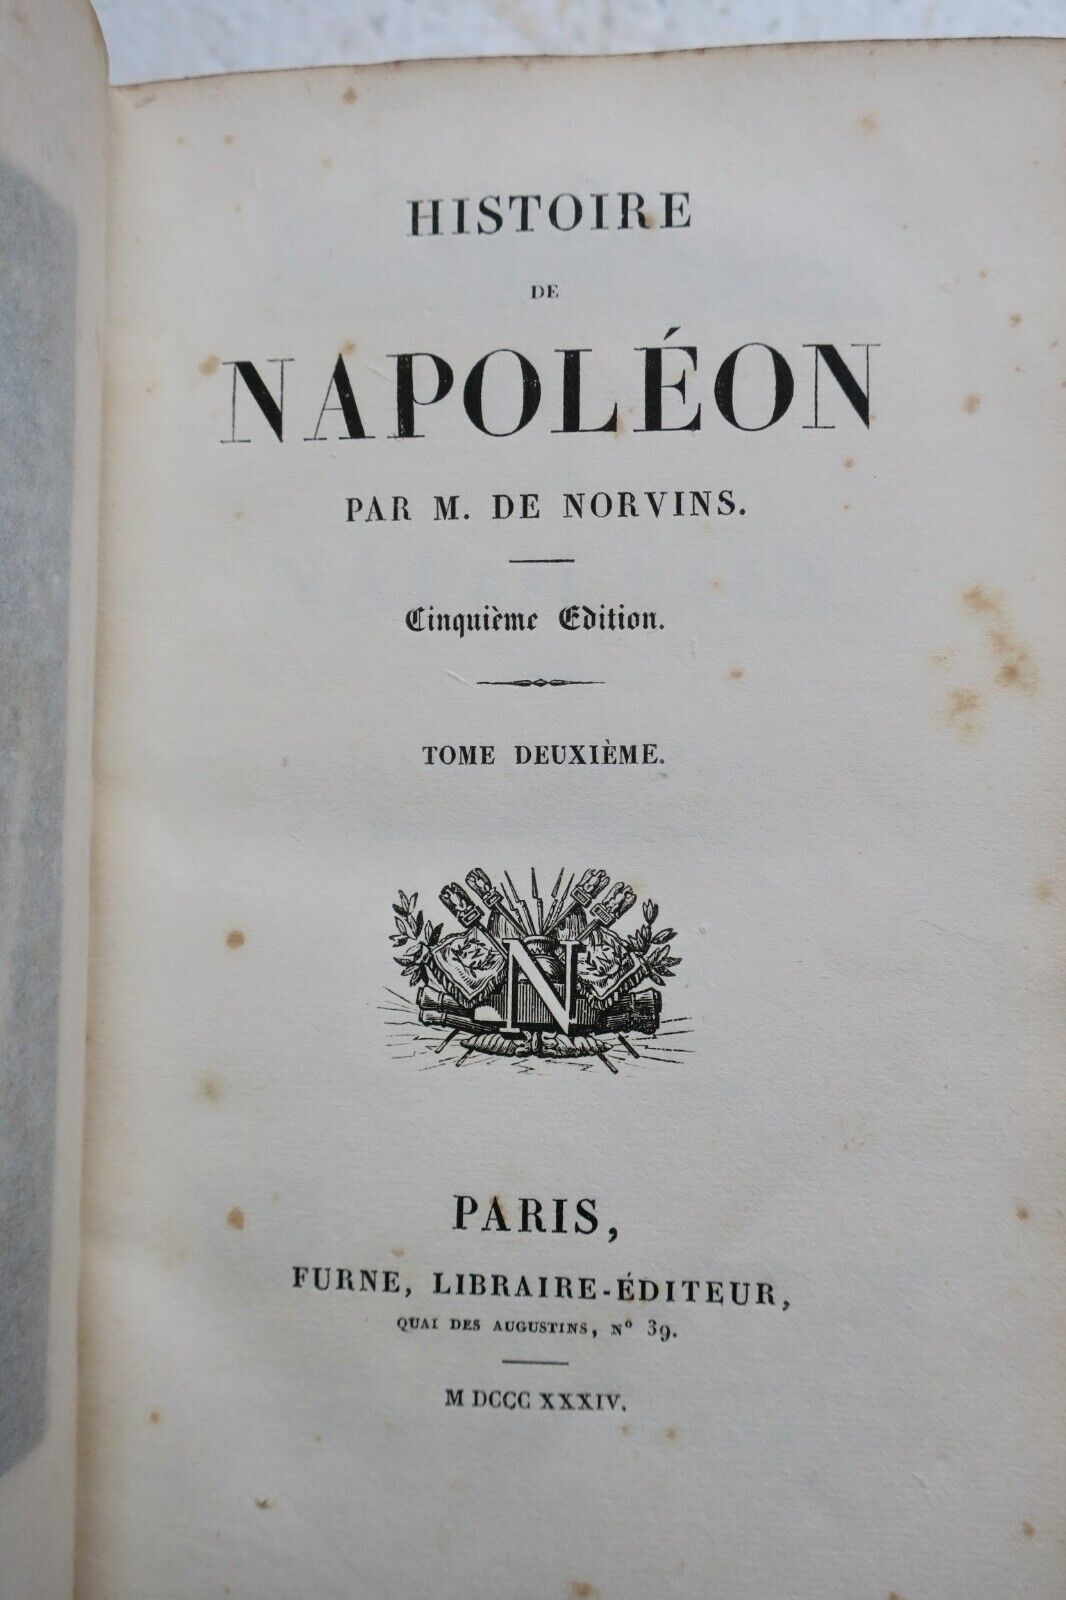 HISTOIRE
DE
NAPOLÉON
PAR M. DE NORVINS.
Cinquième Edition.
TOME DEUXIÈME.
N
PARIS,
FURNE, LIBRAIRE-ÉDITEUR,
QUAI DES AUGUSTINS, Nº 39.
M DCCC XXXIV.